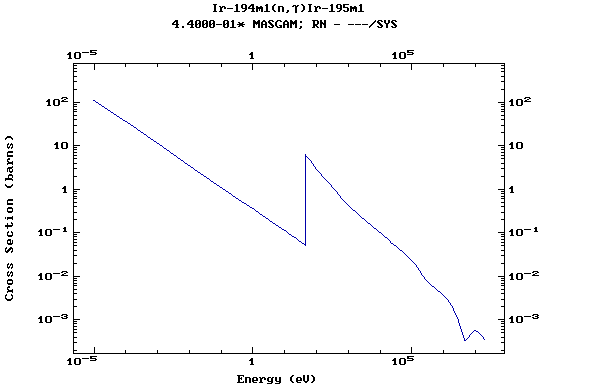 Ir-194m1(n,γ)Ir-195m1
4.4000-01* MASGAM; RN - ---/SYS
10⁻⁵ 1 10⁵
10² 10²
10 10
1 1
10⁻¹ 10⁻¹
10⁻² 10⁻²
10⁻³ 10⁻³
10⁻⁵ 1 10⁵
Cross Section (barns)
Energy (eV)